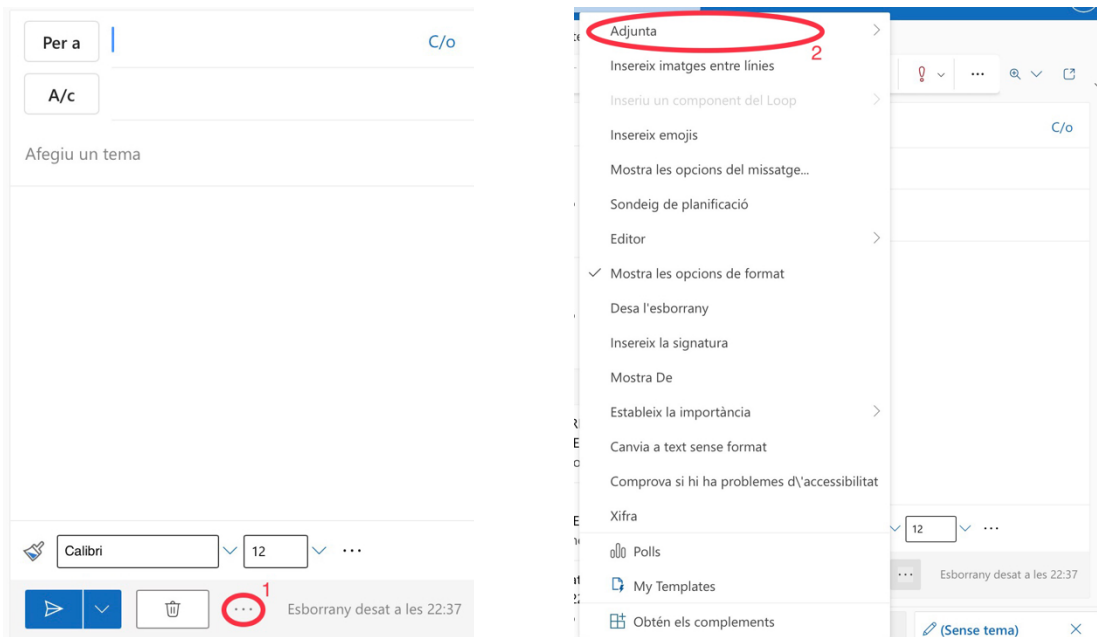 Per a
C/o
A/c
Afegiu un tema
Calibri
12
...
1
...
Esborrany desat a les 22:37
Adjunta
2
Insereix imatges entre línies
Inseriu un component del Loop
Insereix emojis
Mostra les opcions del missatge...
Sondeig de planificació
Editor
Mostra les opcions de format
Desa l'esborrany
Insereix la signatura
Mostra De
Estableix la importància
Canvia a text sense format
Comprova si hi ha problemes d\'accessibilitat
Xifra
Polls
My Templates
Obtén els complements
...
C/o
12
...
...
Esborrany desat a les 22:37
(Sense tema)